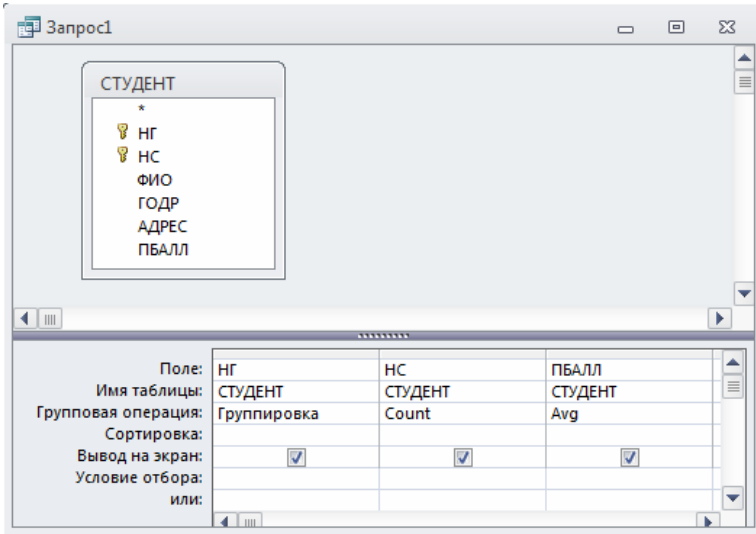 Запрос1
СТУДЕНТ
*
НГ
НС
ФИО
ГОДР
АДРЕС
ПБАЛЛ
Поле: НГ НС ПБАЛЛ
Имя таблицы: СТУДЕНТ СТУДЕНТ СТУДЕНТ
Групповая операция: Группировка Count Avg
Сортировка:
Вывод на экран:
Условие отбора:
или: